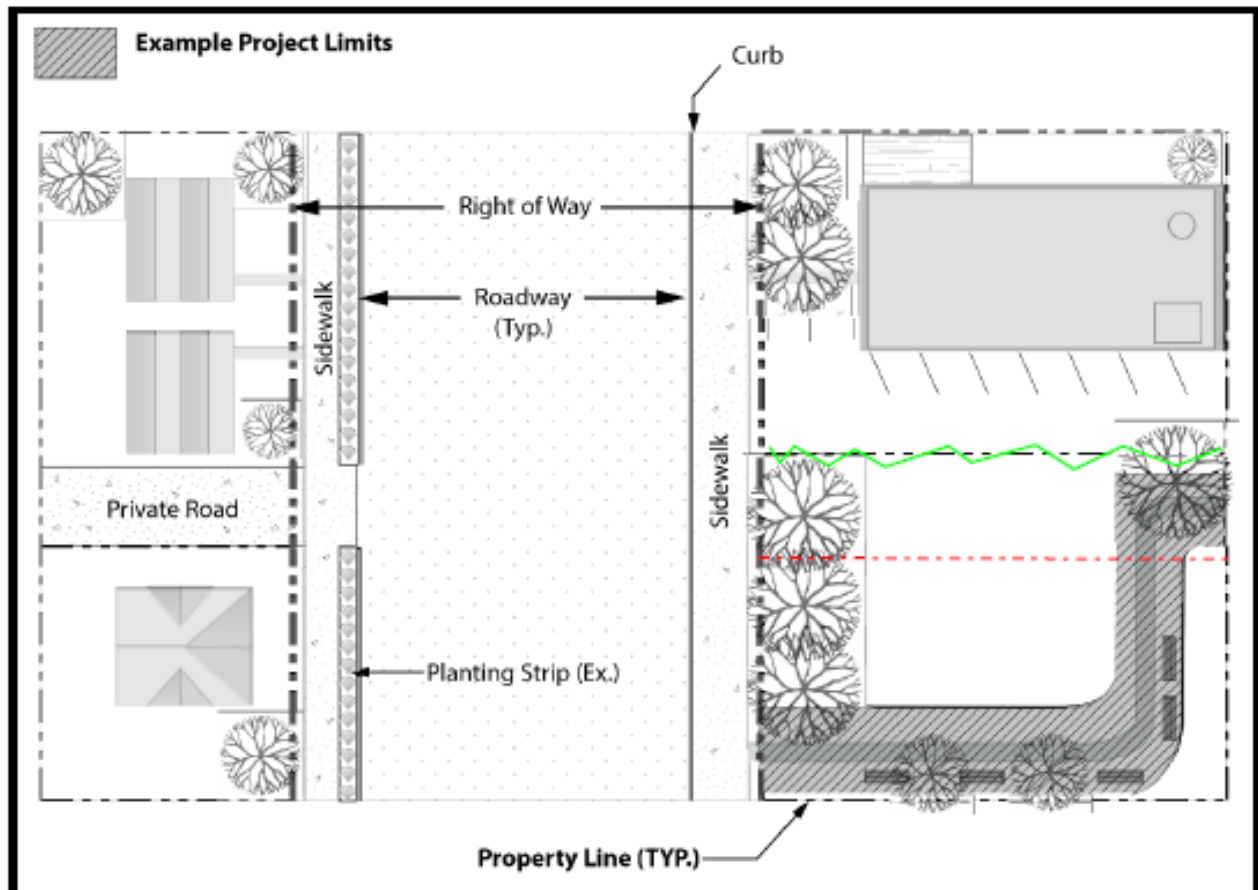 Example Project Limits
Curb
Right of Way
Roadway
(Typ.)
Sidewalk
Sidewalk
Private Road
Planting Strip (Ex.)
Property Line (TYP.)